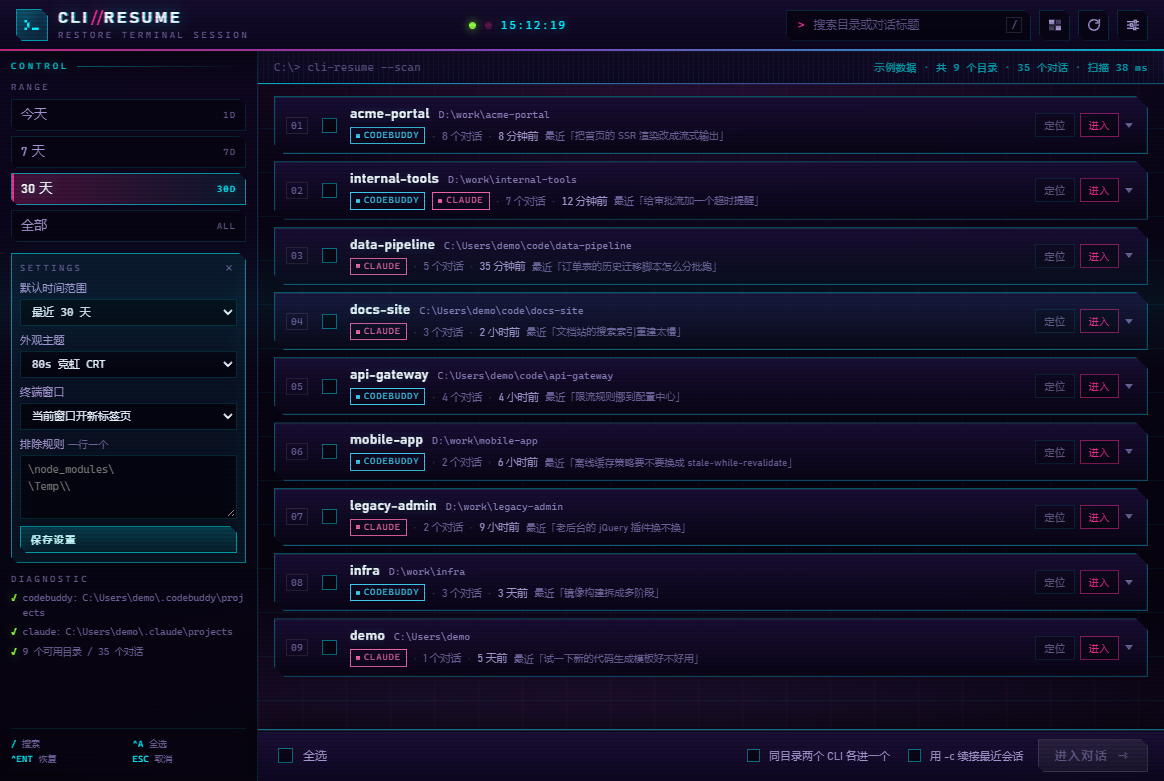 CLI//RESUME
RESTORE TERMINAL SESSION
15:12:19
> 搜索目录或对话标题 /
CONTROL
RANGE
今天 1D
7 天 7D
30 天 30D
全部 ALL
SETTINGS ×
默认时间范围
最近 30 天
外观主题
80s 霓虹 CRT
终端窗口
当前窗口开新标签页
排除规则 一行一个
\node_modules\
\Temp\\
保存设置
DIAGNOSTIC
✓ codebuddy: C:\Users\demo\.codebuddy\proj
ects
✓ claude: C:\Users\demo\.claude\projects
✓ 9 个可用目录 / 35 个对话
/ 搜索 ^A 全选
^ENT 恢复 ESC 取消
C:\> cli-resume --scan
示例数据 · 共 9 个目录 · 35 个对话 · 扫描 38 ms
01 acme-portal D:\work\acme-portal
CODEBUDDY · 8 个对话 · 8 分钟前 最近「把首页的 SSR 渲染改成流式输出」
定位 进入
02 internal-tools D:\work\internal-tools
CODEBUDDY CLAUDE · 7 个对话 · 12 分钟前 最近「给审批流加一个超时提醒」
定位 进入
03 data-pipeline C:\Users\demo\code\data-pipeline
CLAUDE · 5 个对话 · 35 分钟前 最近「订单表的历史迁移脚本怎么分批跑」
定位 进入
04 docs-site C:\Users\demo\code\docs-site
CLAUDE · 3 个对话 · 2 小时前 最近「文档站的搜索索引重建太慢」
定位 进入
05 api-gateway C:\Users\demo\code\api-gateway
CODEBUDDY · 4 个对话 · 4 小时前 最近「限流规则挪到配置中心」
定位 进入
06 mobile-app D:\work\mobile-app
CODEBUDDY · 2 个对话 · 6 小时前 最近「离线缓存策略要不要换成 stale-while-revalidate」
定位 进入
07 legacy-admin D:\work\legacy-admin
CLAUDE · 2 个对话 · 9 小时前 最近「老后台的 jQuery 插件换不换」
定位 进入
08 infra D:\work\infra
CODEBUDDY · 3 个对话 · 3 天前 最近「镜像构建拆成多阶段」
定位 进入
09 demo C:\Users\demo
CLAUDE · 1 个对话 · 5 天前 最近「试一下新的代码生成模板好不好用」
定位 进入
全选
同目录两个 CLI 各进一个 用 -c 续接最近会话 进入对话 →